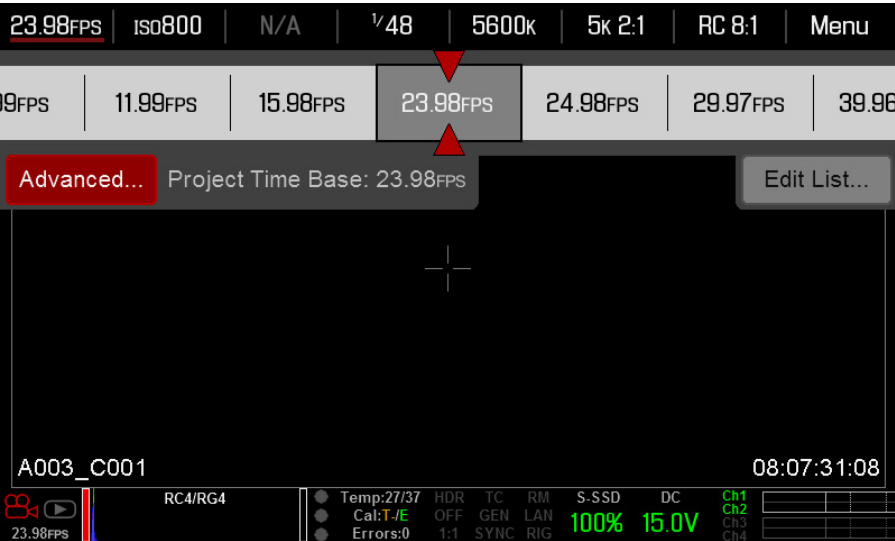 23.98FPS ISO800 N/A 1/48 5600K 5K 2:1 RC 8:1 Menu
9FPS 11.99FPS 15.98FPS 23.98FPS 24.98FPS 29.97FPS 39.96
Advanced... Project Time Base: 23.98FPS Edit List...
A003_C001 08:07:31:08
RC4/RG4 Temp:27/37 HDR TC RM S-SSD DC Ch1
Cal:T-/E OFF GEN LAN 100% 15.0V Ch2
Ch3
23.98FPS Errors:0 1:1 SYNC RIG Ch4